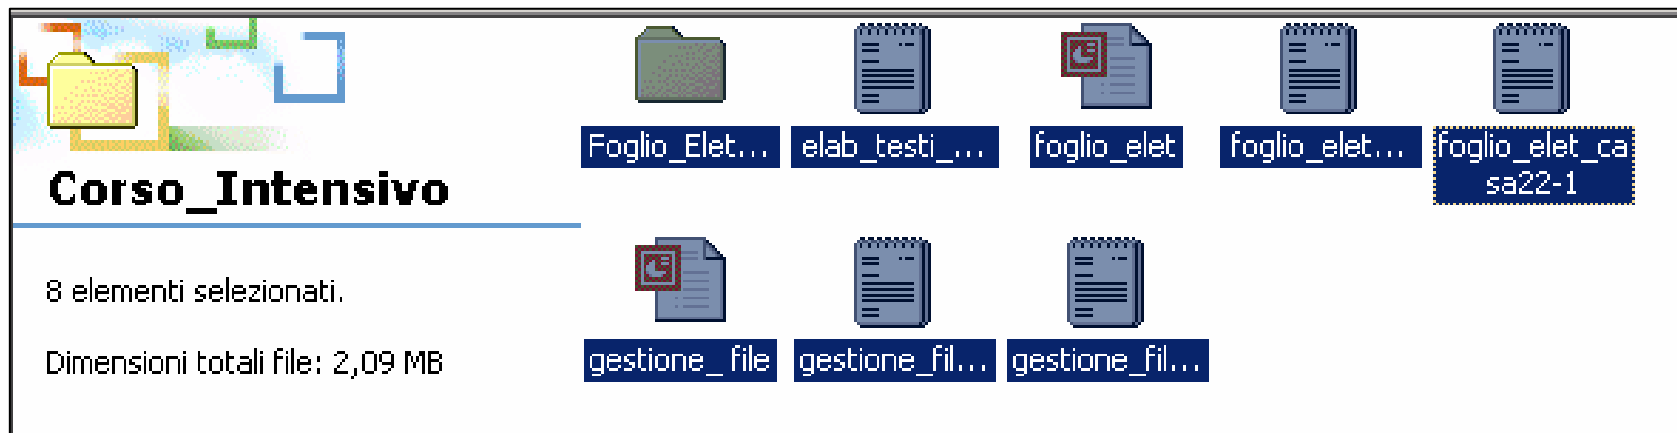 Corso_Intensivo
8 elementi selezionati.
Dimensioni totali file: 2,09 MB
Foglio_Elet...
elab_testi_...
foglio_elet
foglio_elet...
foglio_elet_ca
sa22-1
gestione_ file
gestione_fil...
gestione_fil...